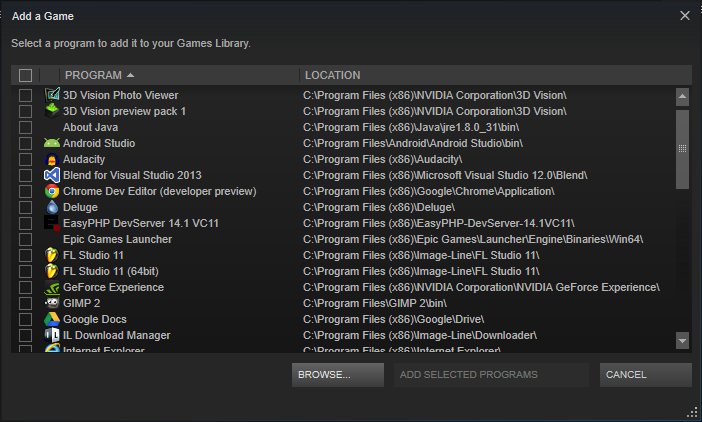 Add a Game
Select a program to add it to your Games Library.
PROGRAM LOCATION
3D Vision Photo Viewer C:\Program Files (x86)\NVIDIA Corporation\3D Vision\
3D Vision preview pack 1 C:\Program Files (x86)\NVIDIA Corporation\3D Vision\
About Java C:\Program Files (x86)\Java\jre1.8.0_31\bin\
Android Studio C:\Program Files\Android\Android Studio\bin\
Audacity C:\Program Files (x86)\Audacity\
Blend for Visual Studio 2013 C:\Program Files (x86)\Microsoft Visual Studio 12.0\Blend\
Chrome Dev Editor (developer preview) C:\Program Files (x86)\Google\Chrome\Application\
Deluge C:\Program Files (x86)\Deluge\
EasyPHP DevServer 14.1 VC11 C:\Program Files (x86)\EasyPHP-DevServer-14.1VC11\
Epic Games Launcher C:\Program Files (x86)\Epic Games\Launcher\Engine\Binaries\Win64\
FL Studio 11 C:\Program Files (x86)\Image-Line\FL Studio 11\
FL Studio 11 (64bit) C:\Program Files (x86)\Image-Line\FL Studio 11\
GeForce Experience C:\Program Files (x86)\NVIDIA Corporation\NVIDIA GeForce Experience\
GIMP 2 C:\Program Files\GIMP 2\bin\
Google Docs C:\Program Files (x86)\Google\Drive\
IL Download Manager C:\Program Files (x86)\Image-Line\Downloader\
Internet Explorer C:\Program Files (x86)\Internet Explorer\
BROWSE... ADD SELECTED PROGRAMS CANCEL